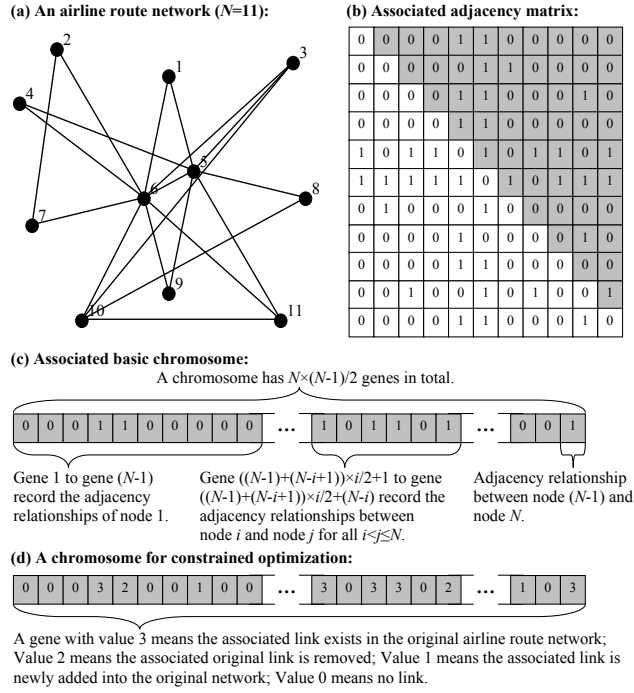 (a) An airline route network (N=11):
2
1
3
4
5
6
8
7
9
10
11
(b) Associated adjacency matrix:
0 0 0 0 1 1 0 0 0 0 0
0 0 0 0 0 1 1 0 0 0 0
0 0 0 0 1 1 0 0 0 1 0
0 0 0 0 1 1 0 0 0 0 0
1 0 1 1 0 1 0 1 1 0 1
1 1 1 1 1 0 1 0 1 1 1
0 1 0 0 0 1 0 0 0 0 0
0 0 0 0 1 0 0 0 0 1 0
0 0 0 0 1 1 0 0 0 0 0
0 0 1 0 0 1 0 1 0 0 1
0 0 0 0 1 1 0 0 0 1 0
(c) Associated basic chromosome:
A chromosome has N×(N-1)/2 genes in total.
0 0 0 1 1 0 0 0 0 0 ... 1 0 1 1 0 1 ... 0 0 1
Gene 1 to gene (N-1)
record the adjacency
relationships of node 1.
Gene ((N-1)+(N-i+1))×i/2+1 to gene
((N-1)+(N-i+1))×i/2+(N-i) record the
adjacency relationships between
node i and node j for all i<j≤N.
Adjacency relationship
between node (N-1) and
node N.
(d) A chromosome for constrained optimization:
0 0 0 3 2 0 0 1 0 0 ... 3 0 3 3 0 2 ... 1 0 3
A gene with value 3 means the associated link exists in the original airline route network;
Value 2 means the associated original link is removed; Value 1 means the associated link is
newly added into the original network; Value 0 means no link.